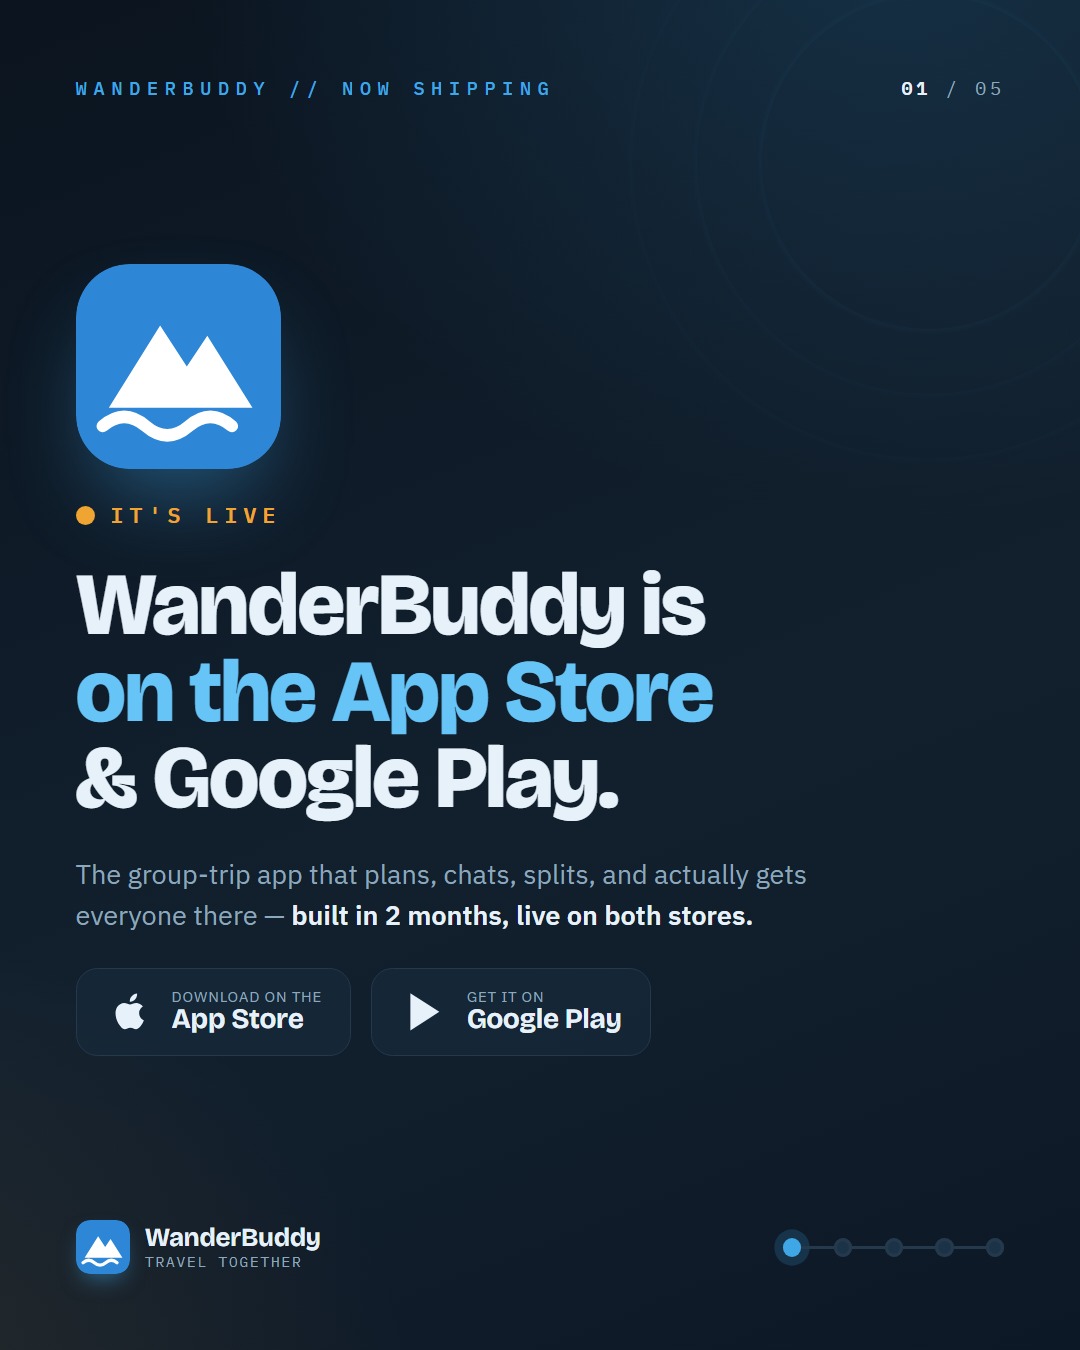 WANDERBUDDY // NOW SHIPPING
01 / 05
IT'S LIVE
WanderBuddy is
on the App Store
& Google Play.
The group-trip app that plans, chats, splits, and actually gets
everyone there — built in 2 months, live on both stores.
DOWNLOAD ON THE
App Store
GET IT ON
Google Play
WanderBuddy
TRAVEL TOGETHER